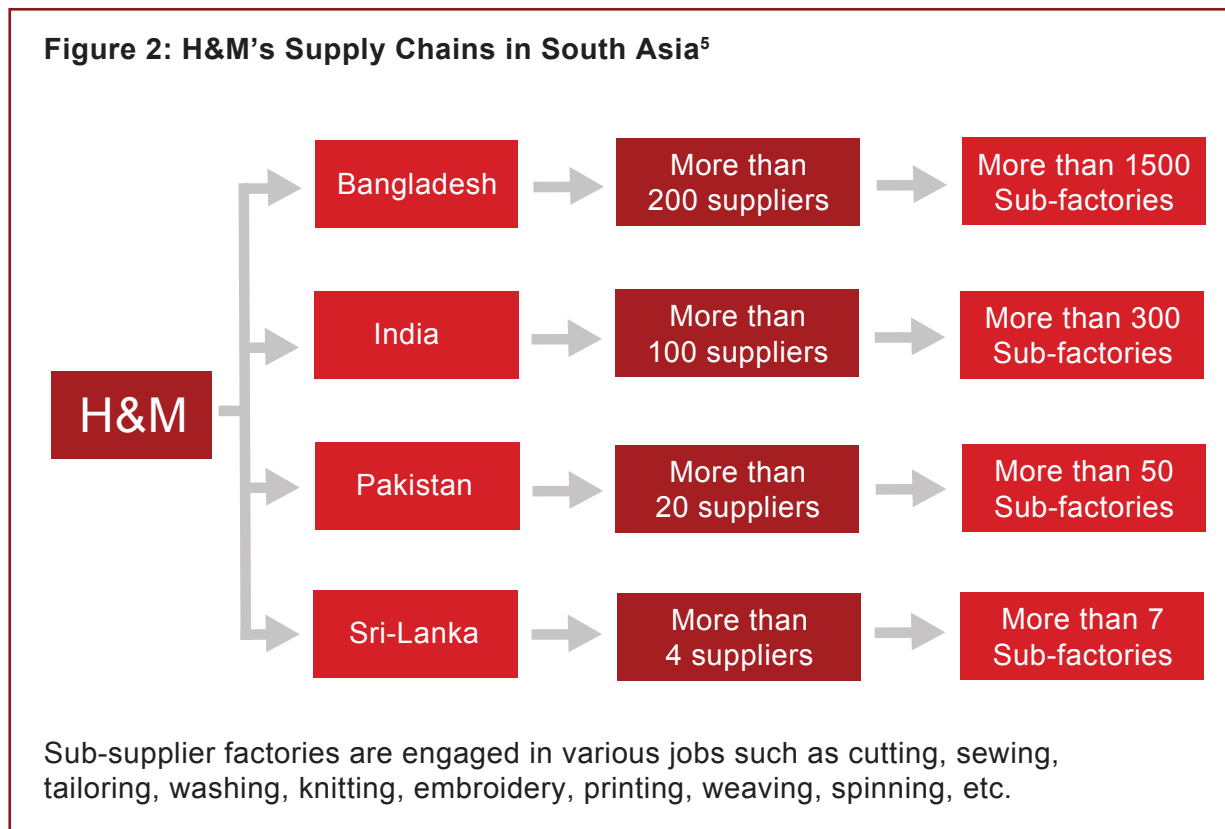 Figure 2: H&M’s Supply Chains in South Asia⁵
Bangladesh
More than
200 suppliers
More than 1500
Sub-factories
India
More than
100 suppliers
More than 300
Sub-factories
H&M
Pakistan
More than
20 suppliers
More than 50
Sub-factories
Sri-Lanka
More than
4 suppliers
More than 7
Sub-factories
Sub-supplier factories are engaged in various jobs such as cutting, sewing,
tailoring, washing, knitting, embroidery, printing, weaving, spinning, etc.